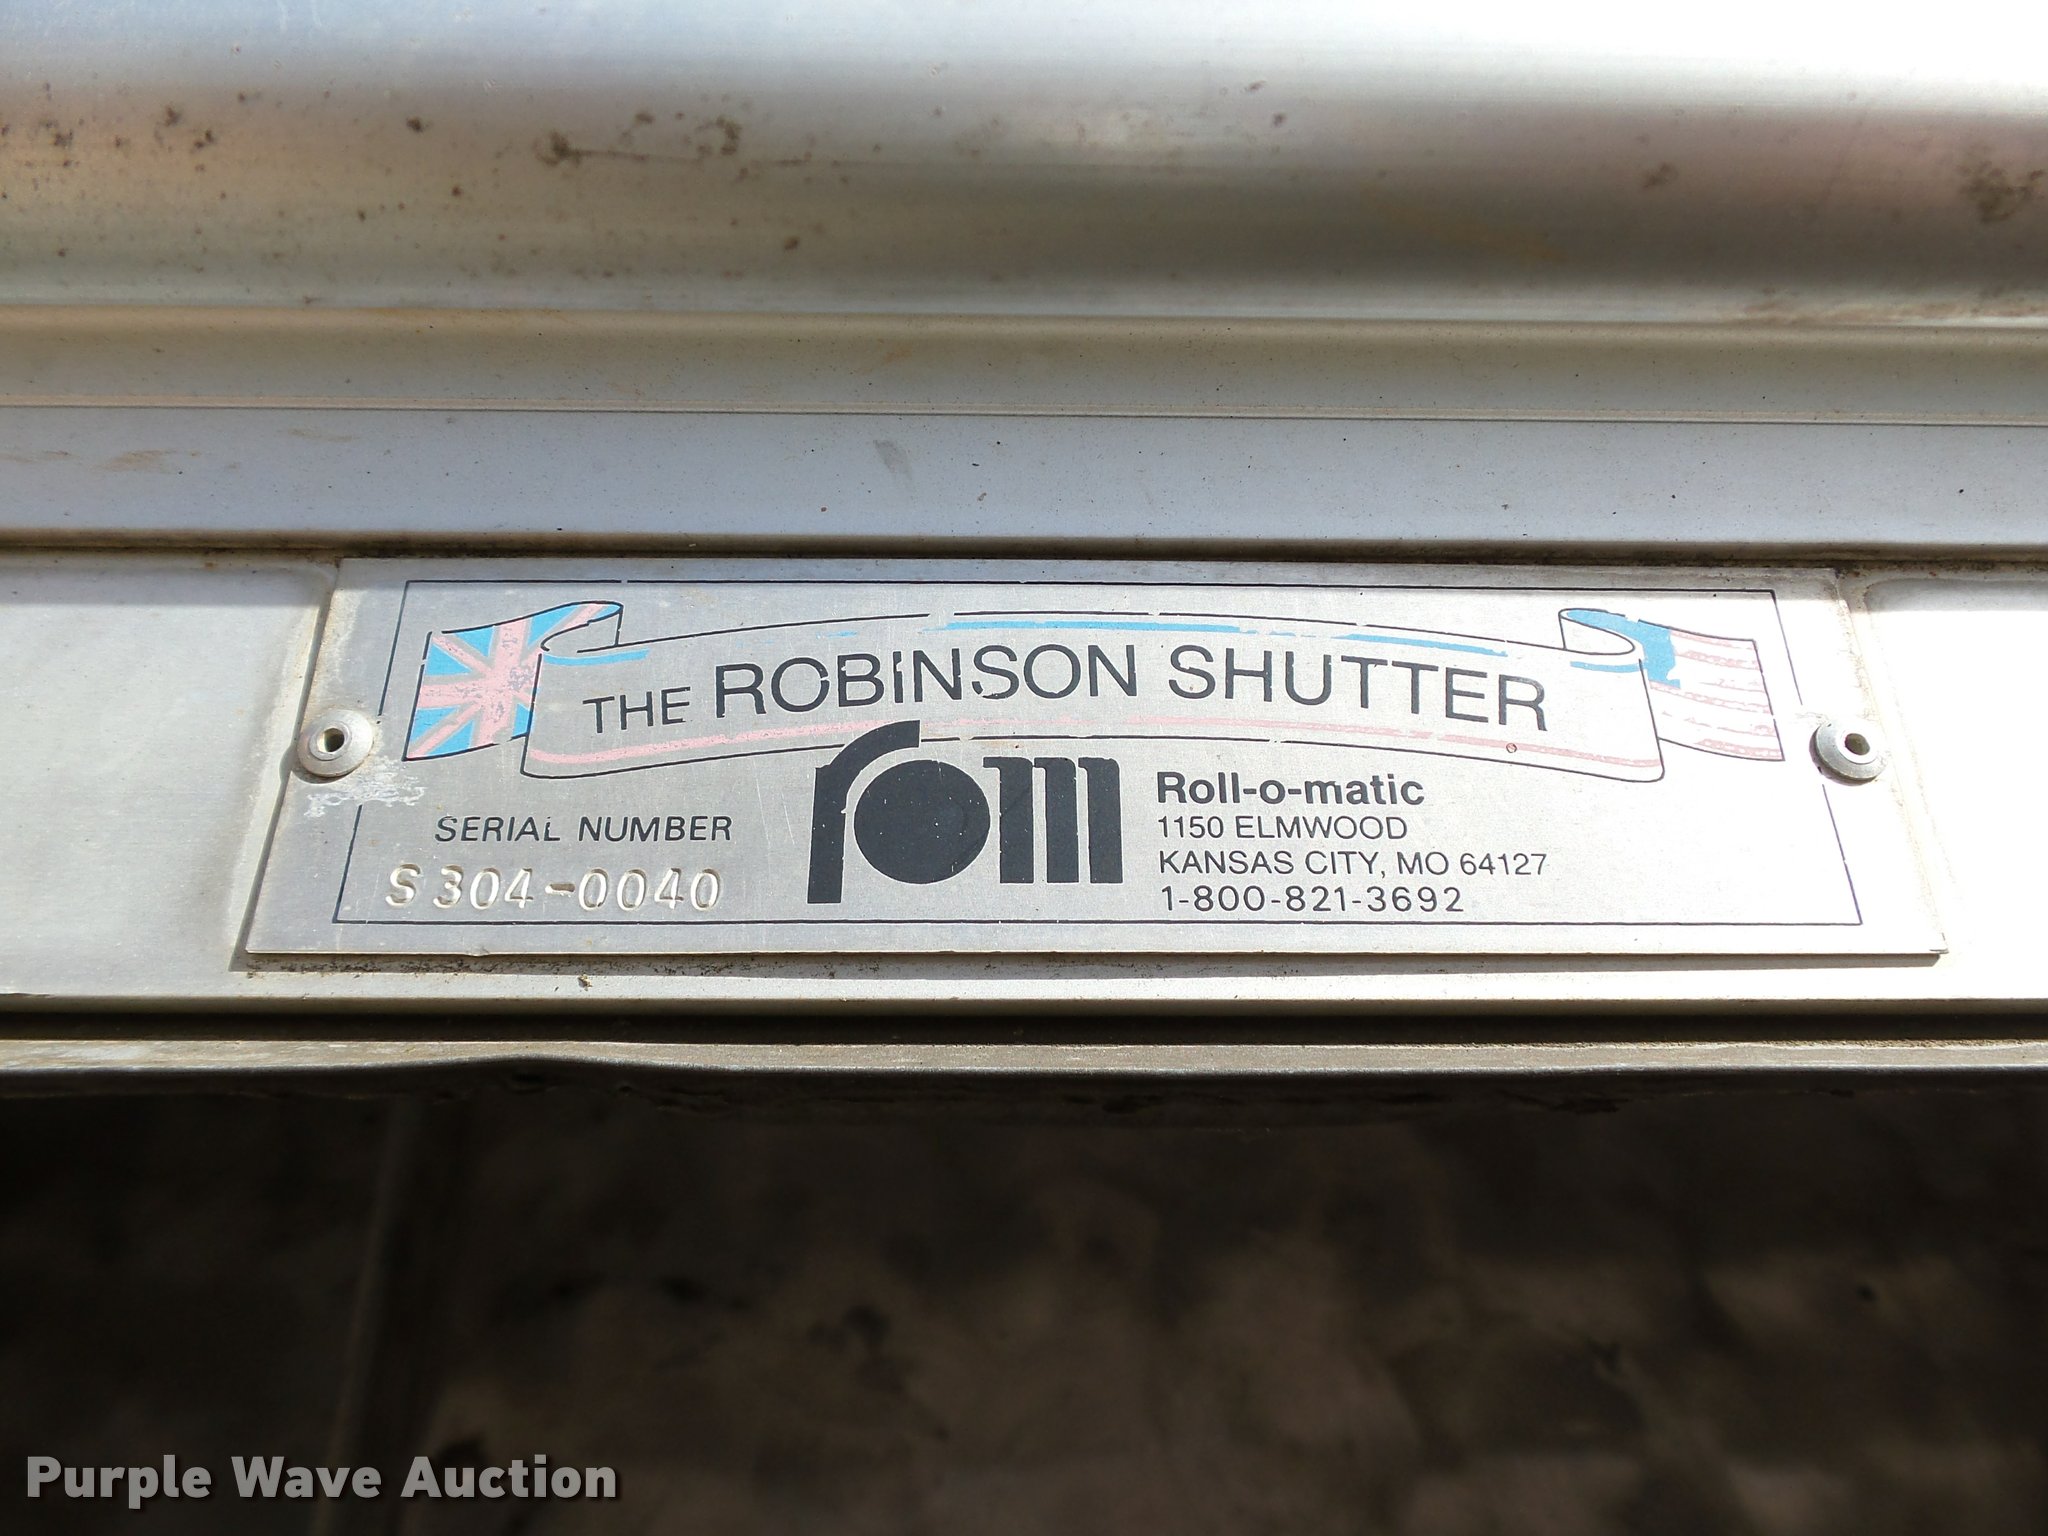 THE ROBINSON SHUTTER
SERIAL NUMBER
S304-0040
rom
Roll-o-matic
1150 ELMWOOD
KANSAS CITY, MO 64127
1-800-821-3692
Purple Wave Auction